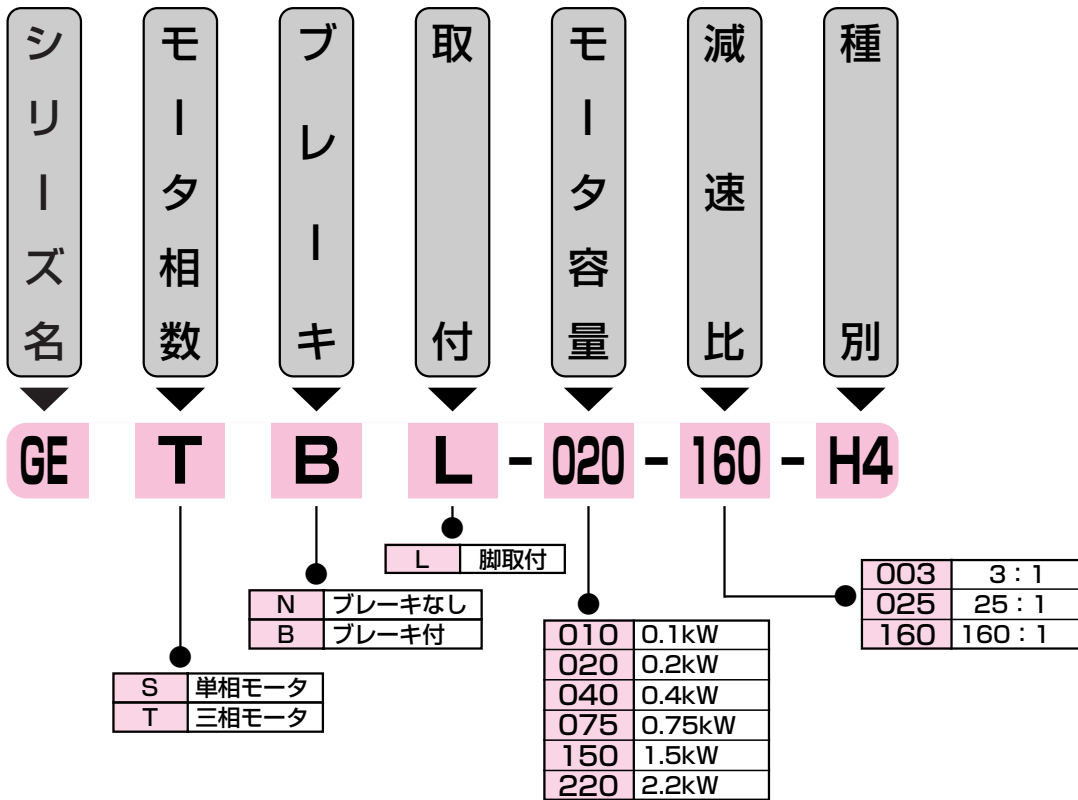 シリーズ名
モータ相数
ブレーキ
取付
モータ容量
減速比
種別
GE T B L - 020 - 160 - H4
L 脚取付
N ブレーキなし
B ブレーキ付
S 単相モータ
T 三相モータ
010 0.1kW
020 0.2kW
040 0.4kW
075 0.75kW
150 1.5kW
220 2.2kW
003 3：1
025 25：1
160 160：1